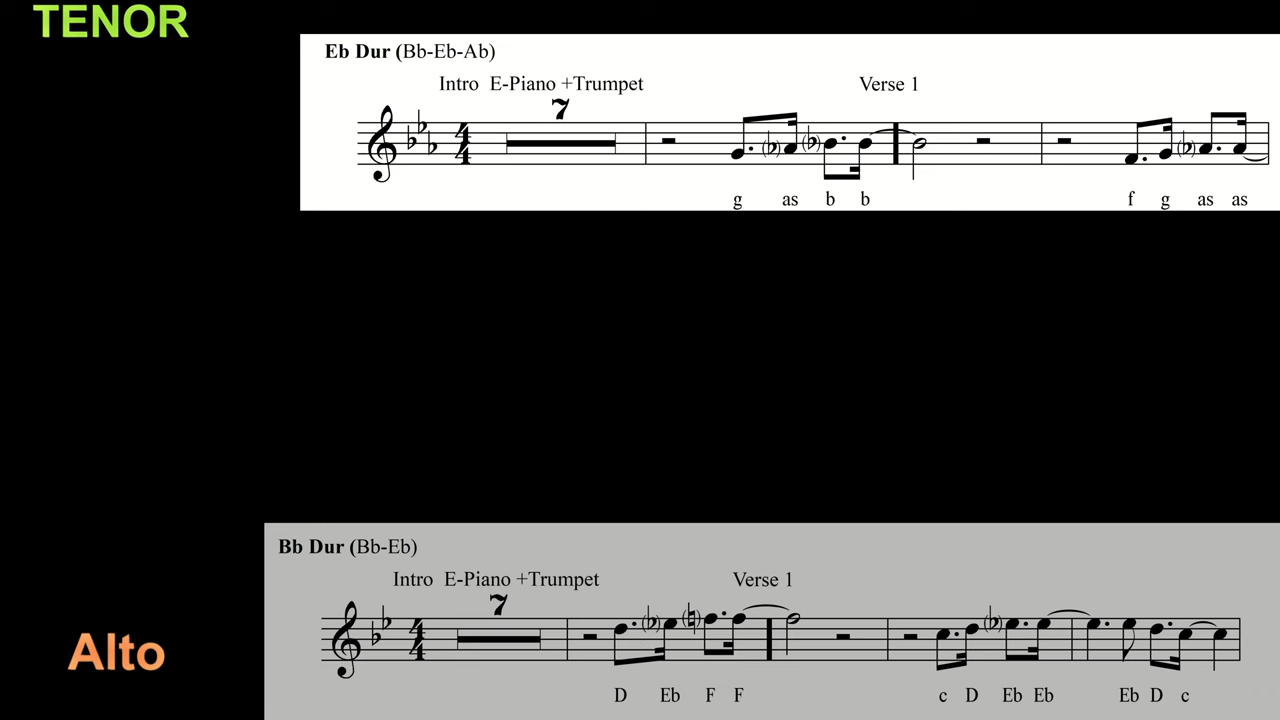 TENOR
Eb Dur (Bb-Eb-Ab)
Intro E-Piano +Trumpet Verse 1
7
g as b b f g as as
Bb Dur (Bb-Eb)
Intro E-Piano +Trumpet Verse 1
7
Alto
D Eb F F c D Eb Eb Eb D c